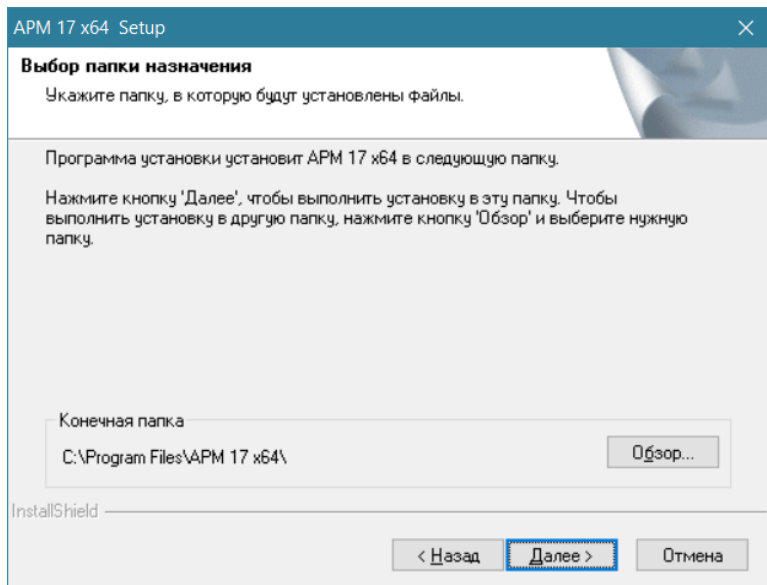 APM 17 x64 Setup
Выбор папки назначения
Укажите папку, в которую будут установлены файлы.
Программа установки установит APM 17 x64 в следующую папку.
Нажмите кнопку 'Далее', чтобы выполнить установку в эту папку. Чтобы
выполнить установку в другую папку, нажмите кнопку 'Обзор' и выберите нужную
папку.
Конечная папка
C:\Program Files\APM 17 x64\
Обзор...
InstallShield
< Назад
Далее >
Отмена